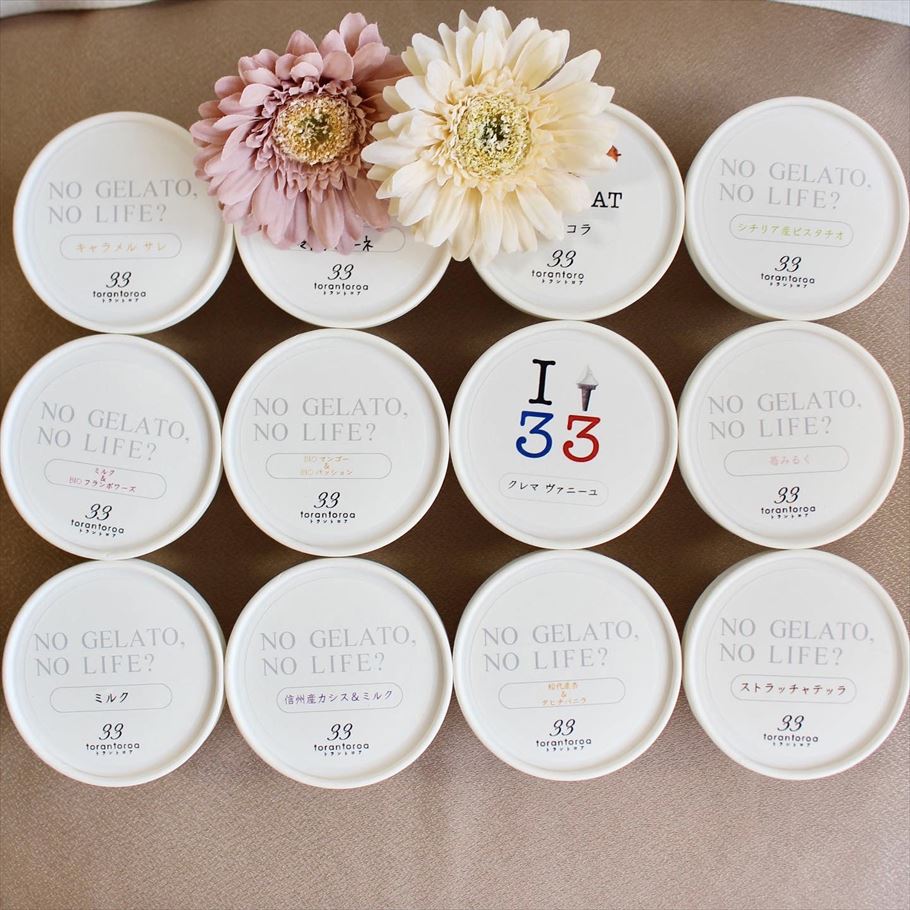 NO GELATO,
NO LIFE?
キャラメル サレ
33
torantoroa
トラントロア
33
torantoroa
トラントロア
AT
コラ
33
torantoro
トラントロア
NO GELATO,
NO LIFE?
シチリア産ピスタチオ
33
torantoroa
トラントロア
NO GELATO,
NO LIFE?
ミルク
&
BIO フランボワーズ
33
torantoroa
トラントロア
NO GELATO,
NO LIFE?
BIO マンゴー
&
BIO パッション
33
torantoroa
トラントロア
I
33
クレマ ヴァニーユ
NO GELATO,
NO LIFE?
葛みるく
33
torantoroa
トラントロア
NO GELATO,
NO LIFE?
ミルク
33
torantoroa
トラントロア
NO GELATO,
NO LIFE?
信州産カシス&ミルク
33
torantoroa
トラントロア
NO GELATO,
NO LIFE?
松代産杏
&
タヒチバニラ
33
torantoroa
トラントロア
NO GELATO,
NO LIFE?
ストラッチャテッラ
33
torantoroa
トラントロア